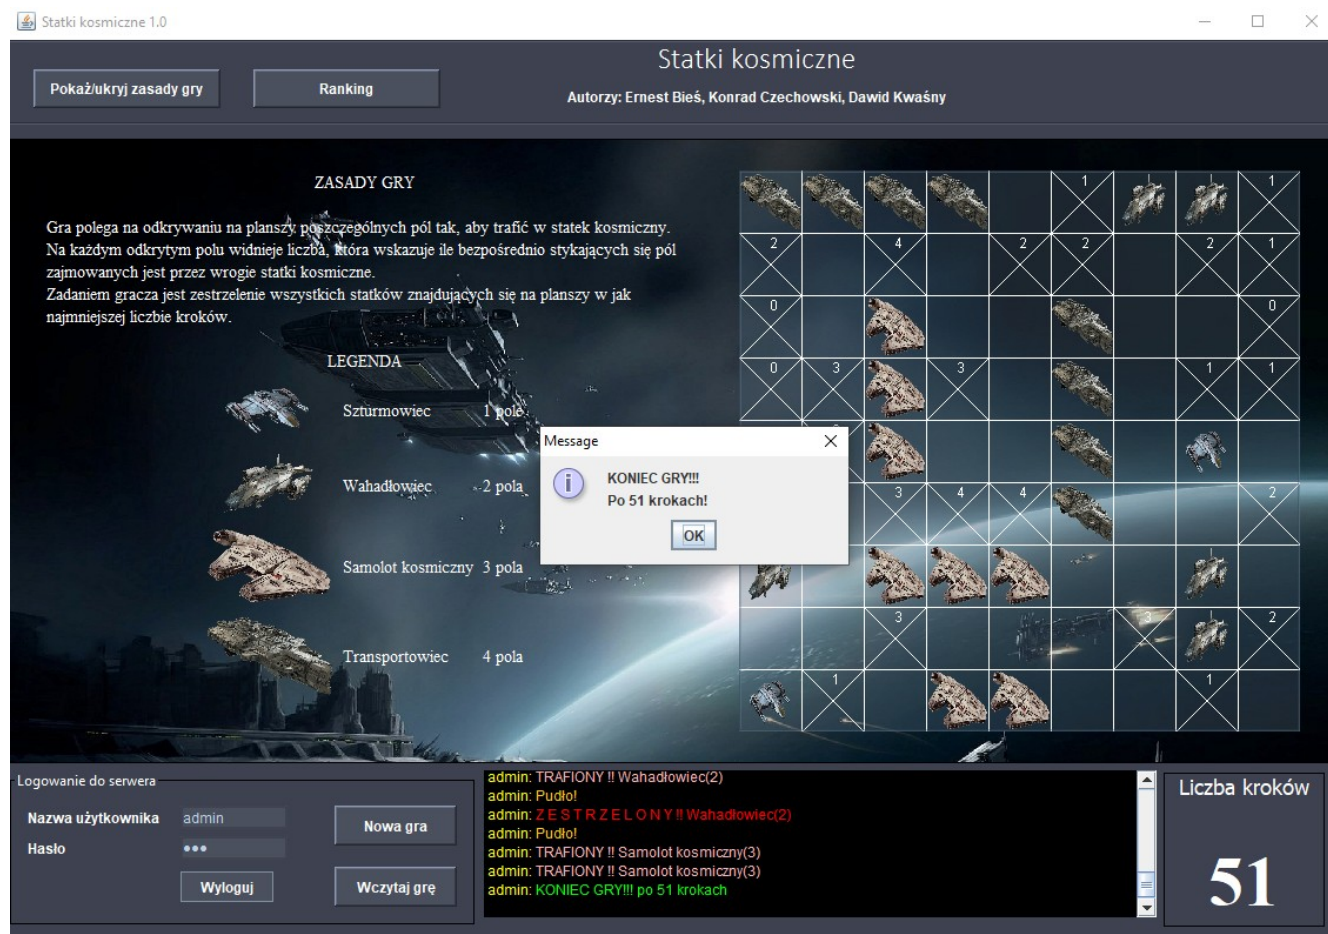 Statki kosmiczne 1.0
Statki kosmiczne
Pokaż/ukryj zasady gry
Ranking
Autorzy: Ernest Bieś, Konrad Czechowski, Dawid Kwaśny
ZASADY GRY
Gra polega na odkrywaniu na planszy poszczególnych pól tak, aby trafić w statek kosmiczny.
Na każdym odkrytym polu widnieje liczba, która wskazuje ile bezpośrednio stykających się pól
zajmowanych jest przez wrogie statki kosmiczne.
Zadaniem gracza jest zestrzelenie wszystkich statków znajdujących się na planszy w jak
najmniejszej liczbie kroków.
LEGENDA
Szturmowiec 1 pole
Wahadłowiec 2 pola
Samolot kosmiczny 3 pola
Transportowiec 4 pola
1 1
2 4 2 2 2 1
0 0
0 3 3 1 1
3 4 4 2
3 3 2
1 1
Message
KONIEC GRY!!!
Po 51 krokach!
OK
Logowanie do serwera
Nazwa użytkownika admin
Hasło
Wyloguj
Nowa gra
Wczytaj grę
admin: TRAFIONY !! Wahadłowiec(2)
admin: Pudło!
admin: Z E S T R Z E L O N Y !! Wahadłowiec(2)
admin: Pudło!
admin: TRAFIONY !! Samolot kosmiczny(3)
admin: TRAFIONY !! Samolot kosmiczny(3)
admin: KONIEC GRY!!! po 51 krokach
Liczba kroków
51